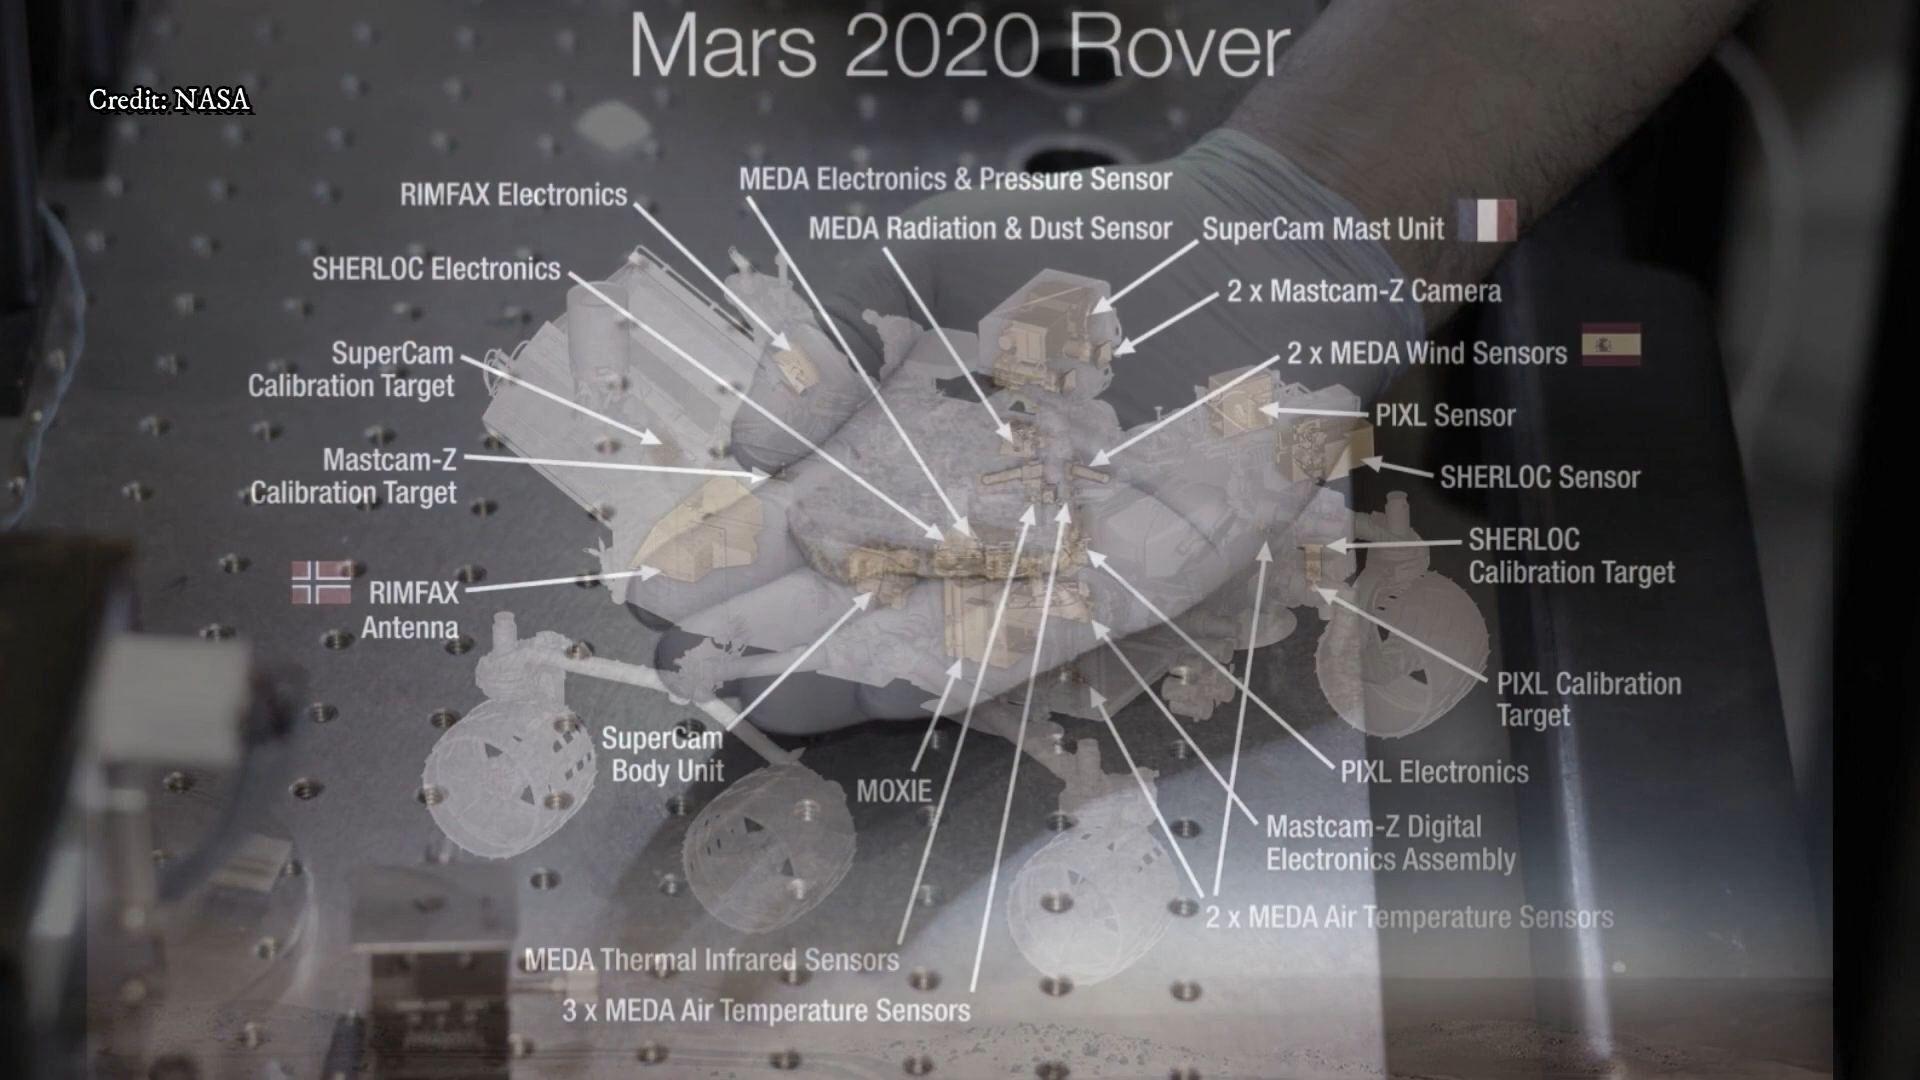 Mars 2020 Rover
Credit: NASA
MEDA Electronics & Pressure Sensor
RIMFAX Electronics
MEDA Radiation & Dust Sensor
SuperCam Mast Unit
SHERLOC Electronics
2 x Mastcam-Z Camera
SuperCam
Calibration Target
2 x MEDA Wind Sensors
PIXL Sensor
Mastcam-Z
Calibration Target
SHERLOC Sensor
SHERLOC
Calibration Target
RIMFAX
Antenna
PIXL Calibration
Target
SuperCam
Body Unit
MOXIE
PIXL Electronics
Mastcam-Z Digital
Electronics Assembly
2 x MEDA Air Temperature Sensors
MEDA Thermal Infrared Sensors
3 x MEDA Air Temperature Sensors